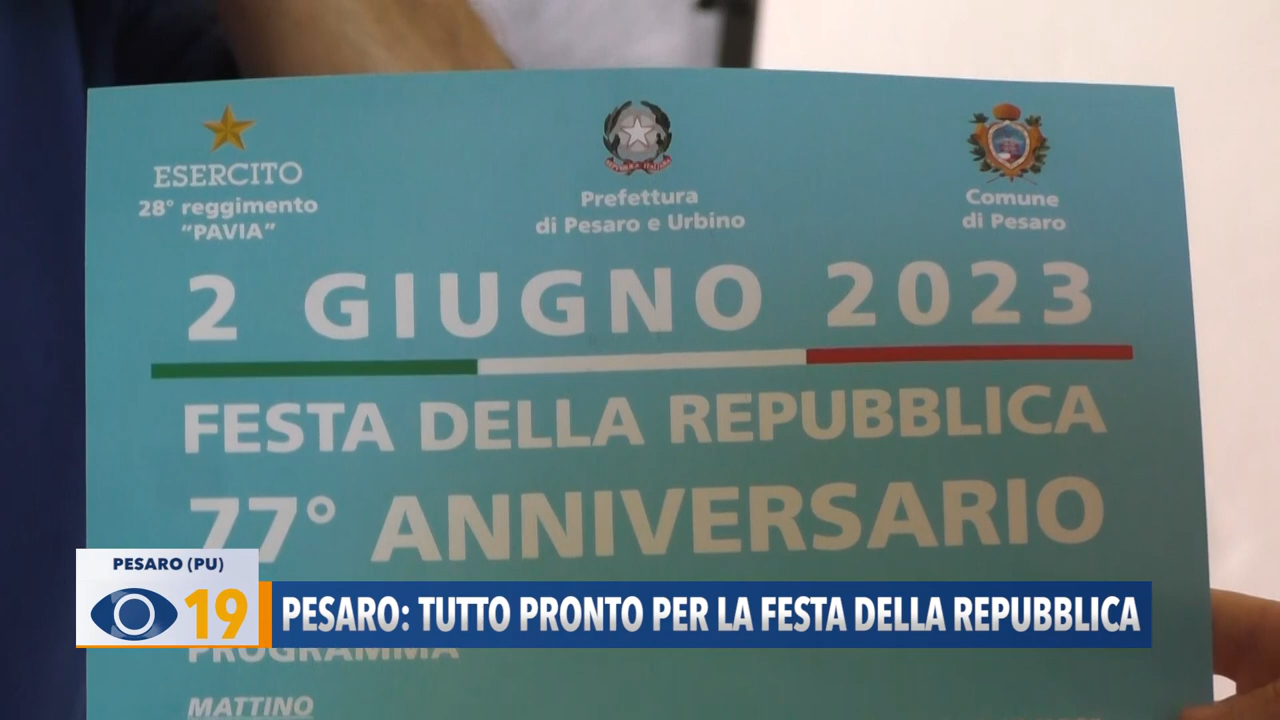 ESERCITO
28° reggimento
"PAVIA"
Prefettura
di Pesaro e Urbino
Comune
di Pesaro
2 GIUGNO 2023
FESTA DELLA REPUBBLICA
77° ANNIVERSARIO
PESARO (PU)
19
PESARO: TUTTO PRONTO PER LA FESTA DELLA REPUBBLICA
PROGRAMMA
MATTINO